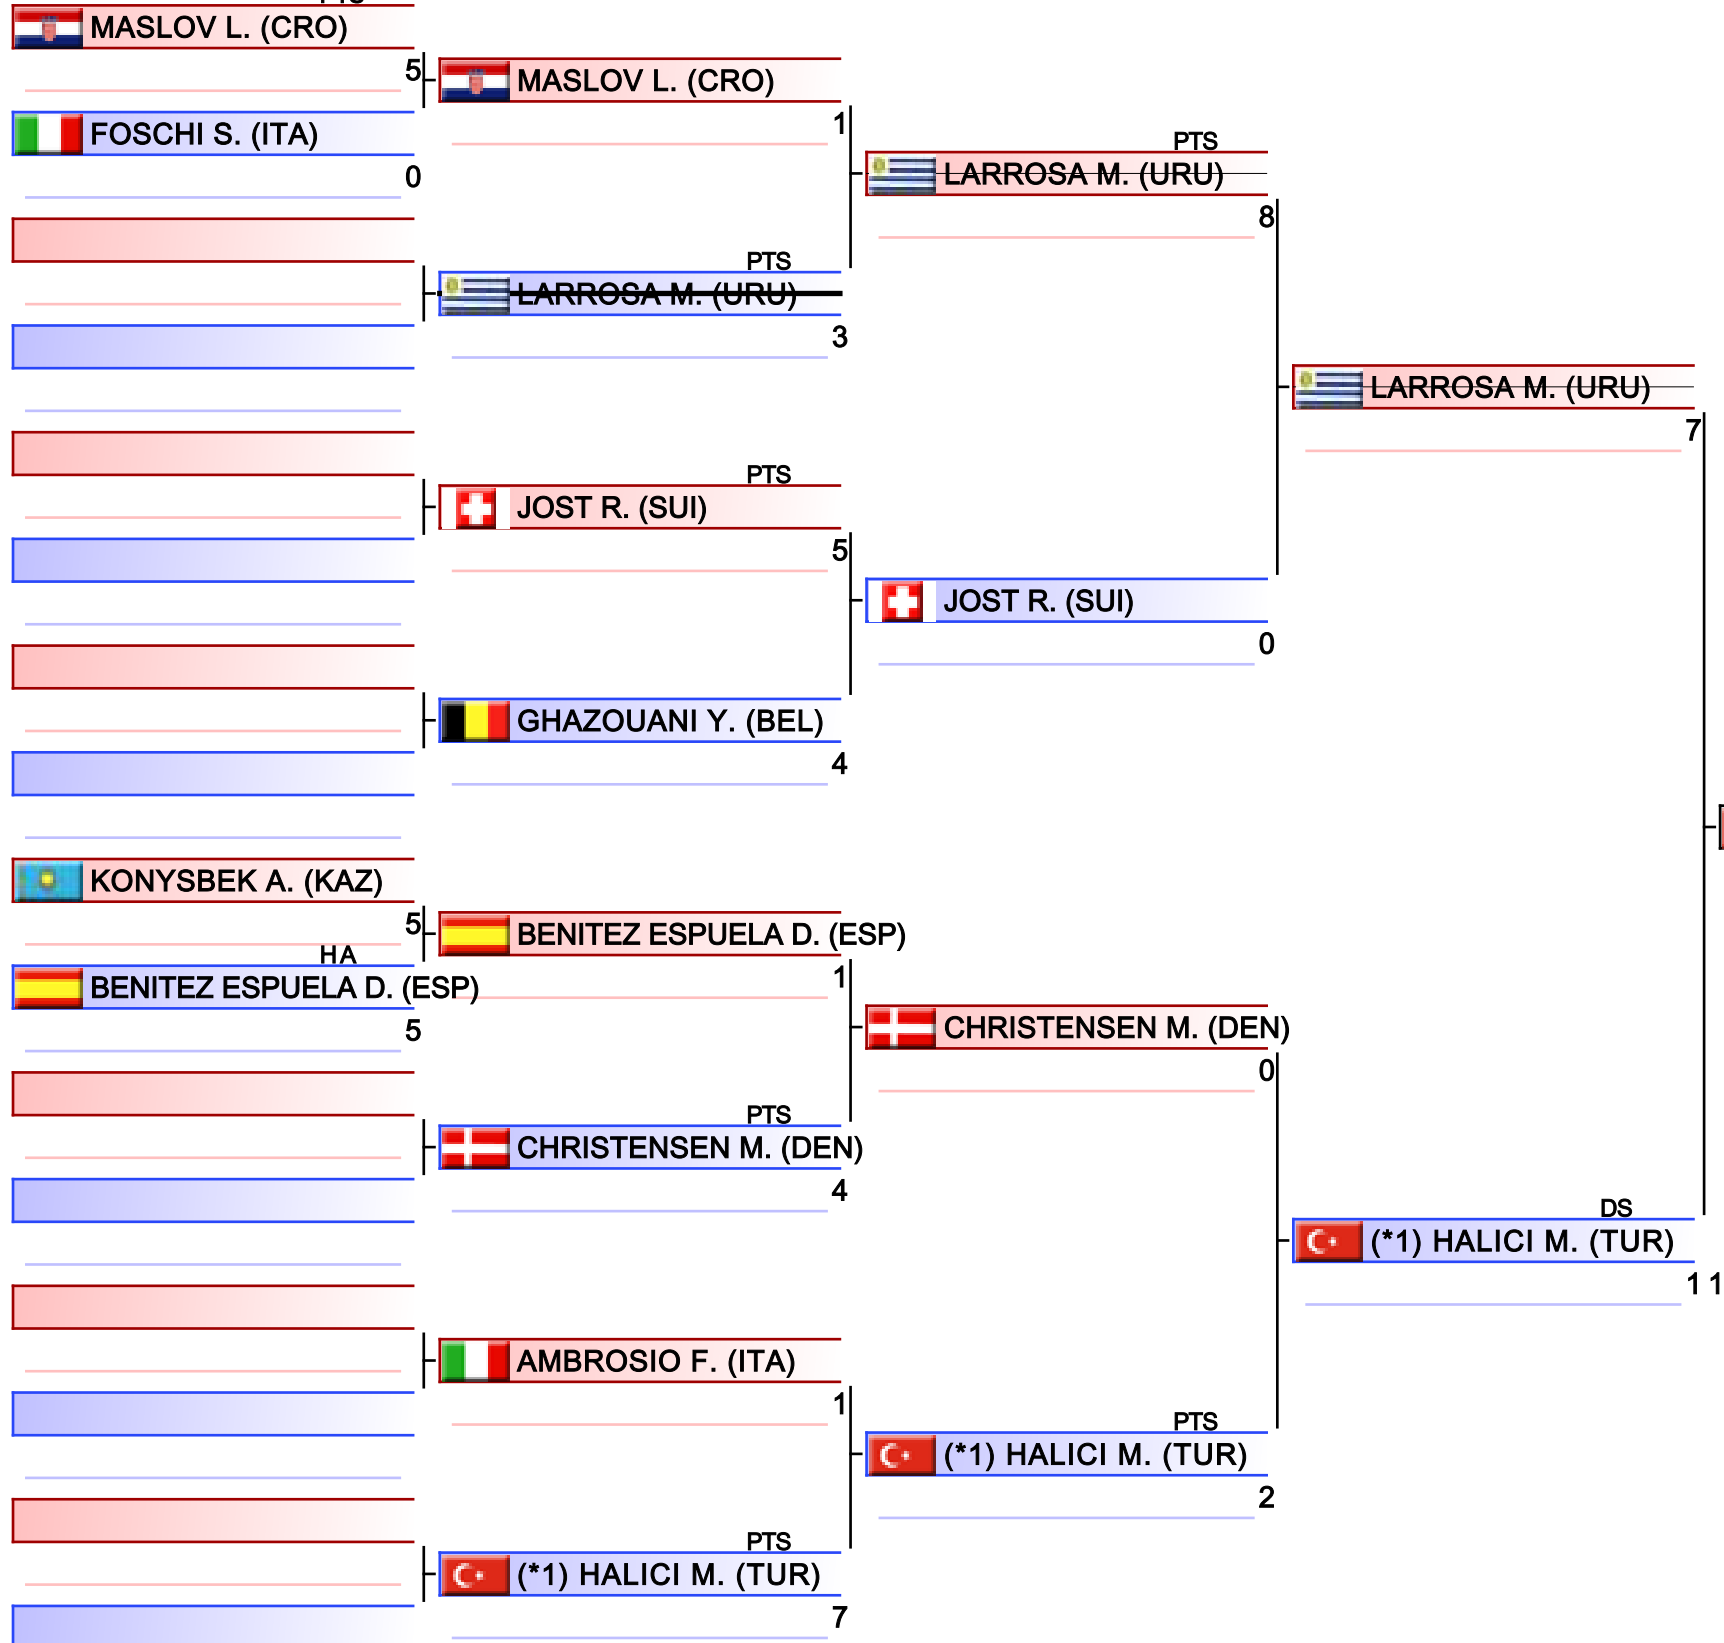 MASLOV L. (CRO)
5
FOSCHI S. (ITA)
0
MASLOV L. (CRO)
1
PTS
LARROSA M. (URU)
3
PTS
LARROSA M. (URU)
8
PTS
JOST R. (SUI)
5
GHAZOUANI Y. (BEL)
4
JOST R. (SUI)
0
LARROSA M. (URU)
7
KONYSBEK A. (KAZ)
5
HA
BENITEZ ESPUELA D. (ESP)
5
BENITEZ ESPUELA D. (ESP)
1
PTS
CHRISTENSEN M. (DEN)
4
CHRISTENSEN M. (DEN)
0
AMBROSIO F. (ITA)
1
PTS
(*1) HALICI M. (TUR)
7
PTS
(*1) HALICI M. (TUR)
2
DS
(*1) HALICI M. (TUR)
11